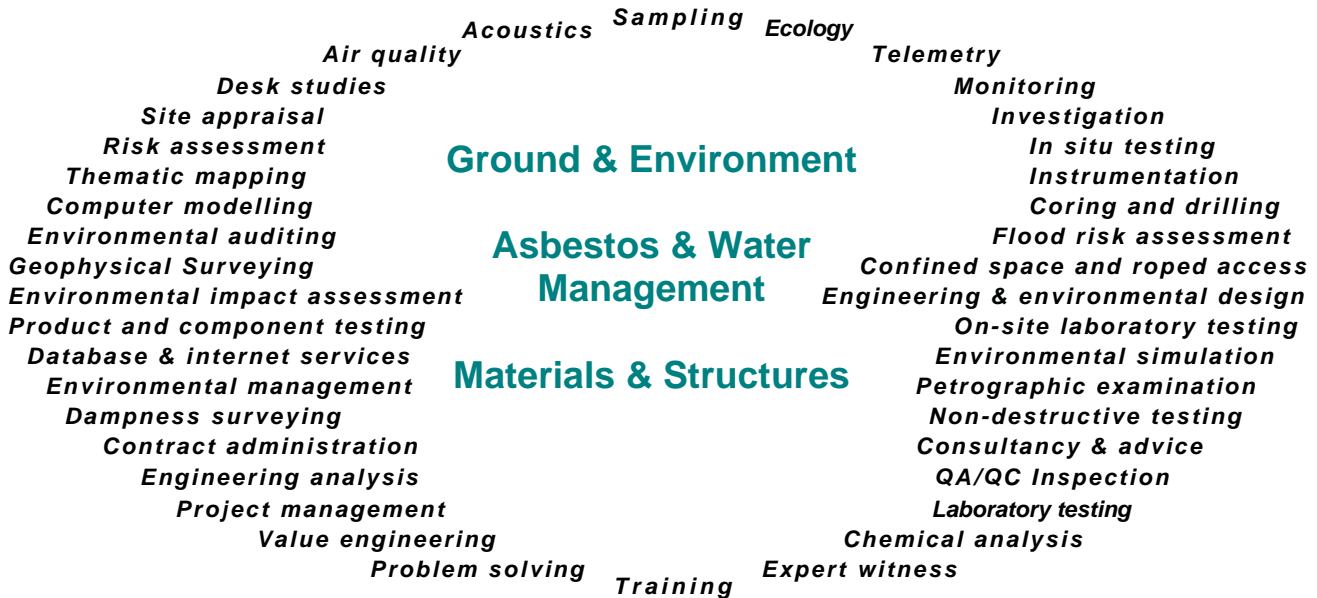 Sampling
Acoustics
Ecology
Air quality
Telemetry
Desk studies
Monitoring
Site appraisal
Investigation
Risk assessment
In situ testing
Ground & Environment
Thematic mapping
Instrumentation
Computer modelling
Coring and drilling
Environmental auditing
Flood risk assessment
Asbestos & Water
Management
Geophysical Surveying
Confined space and roped access
Environmental impact assessment
Engineering & environmental design
Product and component testing
On-site laboratory testing
Database & internet services
Environmental simulation
Materials & Structures
Environmental management
Petrographic examination
Dampness surveying
Non-destructive testing
Contract administration
Consultancy & advice
Engineering analysis
QA/QC Inspection
Project management
Laboratory testing
Value engineering
Chemical analysis
Problem solving
Expert witness
Training